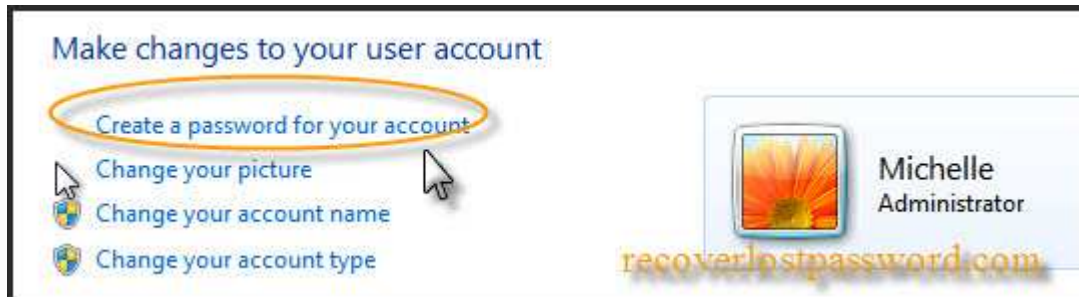 Make changes to your user account
Create a password for your account
Change your picture
Change your account name
Change your account type
Michelle
Administrator
recoverlostpassword.com